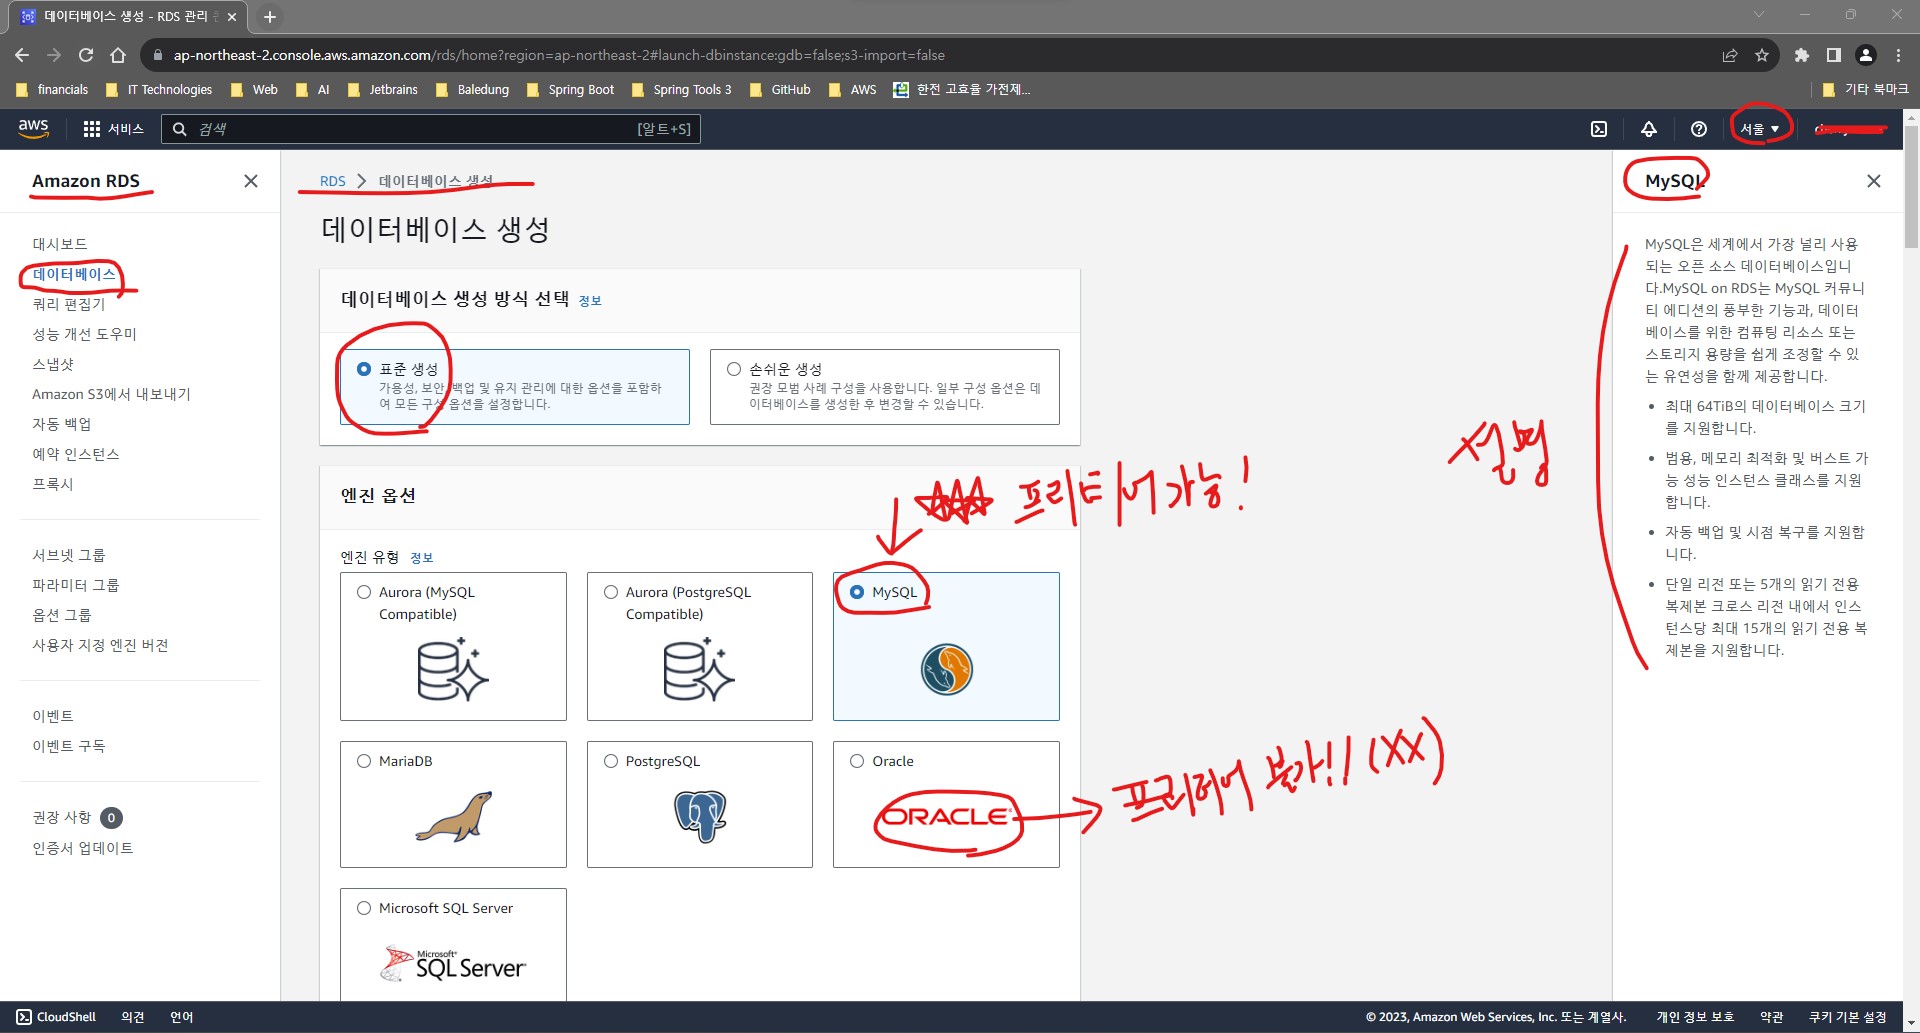 데이터베이스 생성 - RDS 관리
ap-northeast-2.console.aws.amazon.com/rds/home?region=ap-northeast-2#launch-dbinstance:gdb=false;s3-import=false
financials IT Technologies Web AI Jetbrains Baledung Spring Boot Spring Tools 3 GitHub AWS 한전 고효율 가전제... 기타 북마크
aws 서비스 검색 [알트+S] 서울
Amazon RDS
대시보드
데이터베이스
쿼리 편집기
성능 개선 도우미
스냅샷
Amazon S3에서 내보내기
자동 백업
예약 인스턴스
프록시
서브넷 그룹
파라미터 그룹
옵션 그룹
사용자 지정 엔진 버전
이벤트
이벤트 구독
권장 사항 0
인증서 업데이트
RDS > 데이터베이스 생성
데이터베이스 생성
데이터베이스 생성 방식 선택 정보
표준 생성
가용성, 보안, 백업 및 유지 관리에 대한 옵션을 포함하
여 모든 구성 옵션을 설정합니다.
손쉬운 생성
권장 모범 사례 구성을 사용합니다. 일부 구성 옵션은 데
이터베이스를 생성한 후 변경할 수 있습니다.
엔진 옵션
프리티어가능!
엔진 유형 정보
Aurora (MySQL
Compatible)
Aurora (PostgreSQL
Compatible)
MySQL
MariaDB
PostgreSQL
Oracle
ORACLE
프리티어 불가!! (XX)
Microsoft SQL Server
Microsoft
SQL Server
설명
MySQL
MySQL은 세계에서 가장 널리 사용
되는 오픈 소스 데이터베이스입니
다.MySQL on RDS는 MySQL 커뮤니
티 에디션의 풍부한 기능과, 데이터
베이스를 위한 컴퓨팅 리소스 또는
스토리지 용량을 쉽게 조정할 수 있
는 유연성을 함께 제공합니다.
• 최대 64TiB의 데이터베이스 크기
를 지원합니다.
• 범용, 메모리 최적화 및 버스트 가
능 성능 인스턴스 클래스를 지원
합니다.
• 자동 백업 및 시점 복구를 지원합
니다.
• 단일 리전 또는 5개의 읽기 전용
복제본 크로스 리전 내에서 인스
턴스당 최대 15개의 읽기 전용 복
제본을 지원합니다.
CloudShell 의견 언어 © 2023, Amazon Web Services, Inc. 또는 계열사. 개인 정보 보호 약관 쿠키 기본 설정